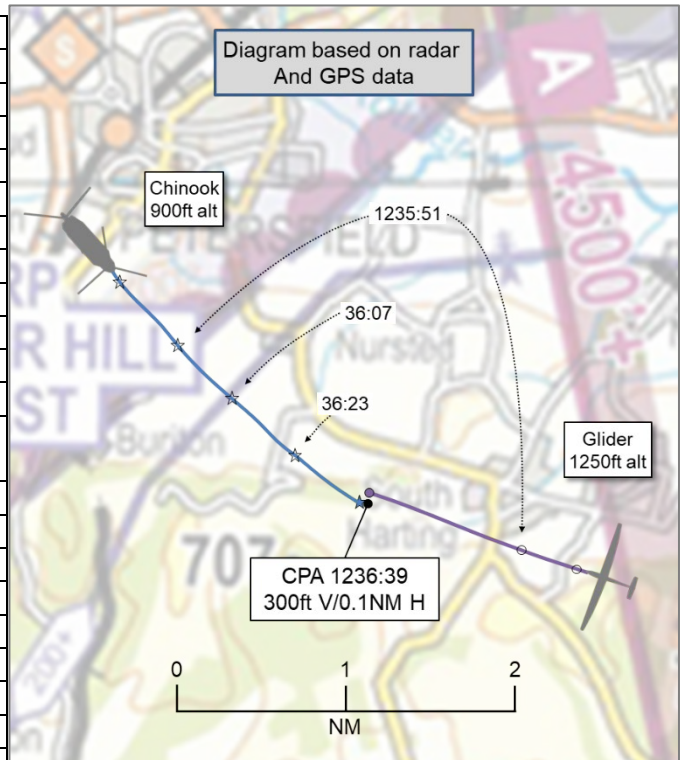 Diagram based on radar
And GPS data
S
A
4500'+
Chinook
900ft alt
1235:51
PETERSFIELD
RP
R HILL
ST
36:07
Nursted
36:23
Buriton
Glider
1250ft alt
South
Harting
707
CPA 1236:39
300ft V/0.1NM H
200+
0 1 2
NM